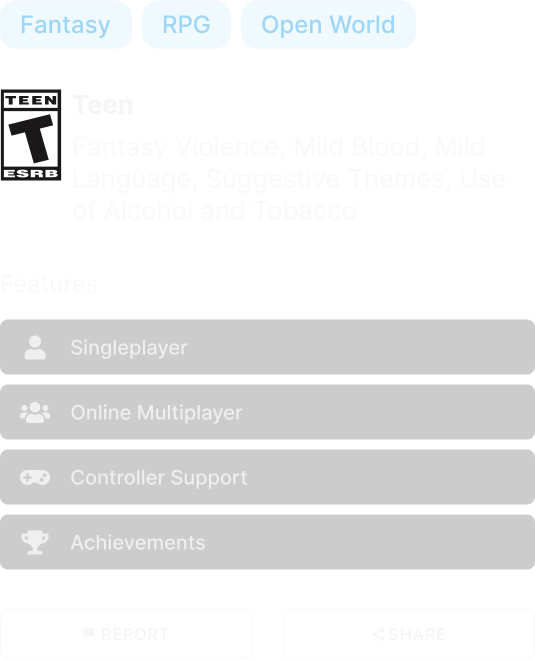 Fantasy RPG Open World
TEEN
T
ESRB
Teen
Fantasy Violence, Mild Blood, Mild
Language, Suggestive Themes, Use
of Alcohol and Tobacco
Features
Singleplayer
Online Multiplayer
Controller Support
Achievements
REPORT SHARE